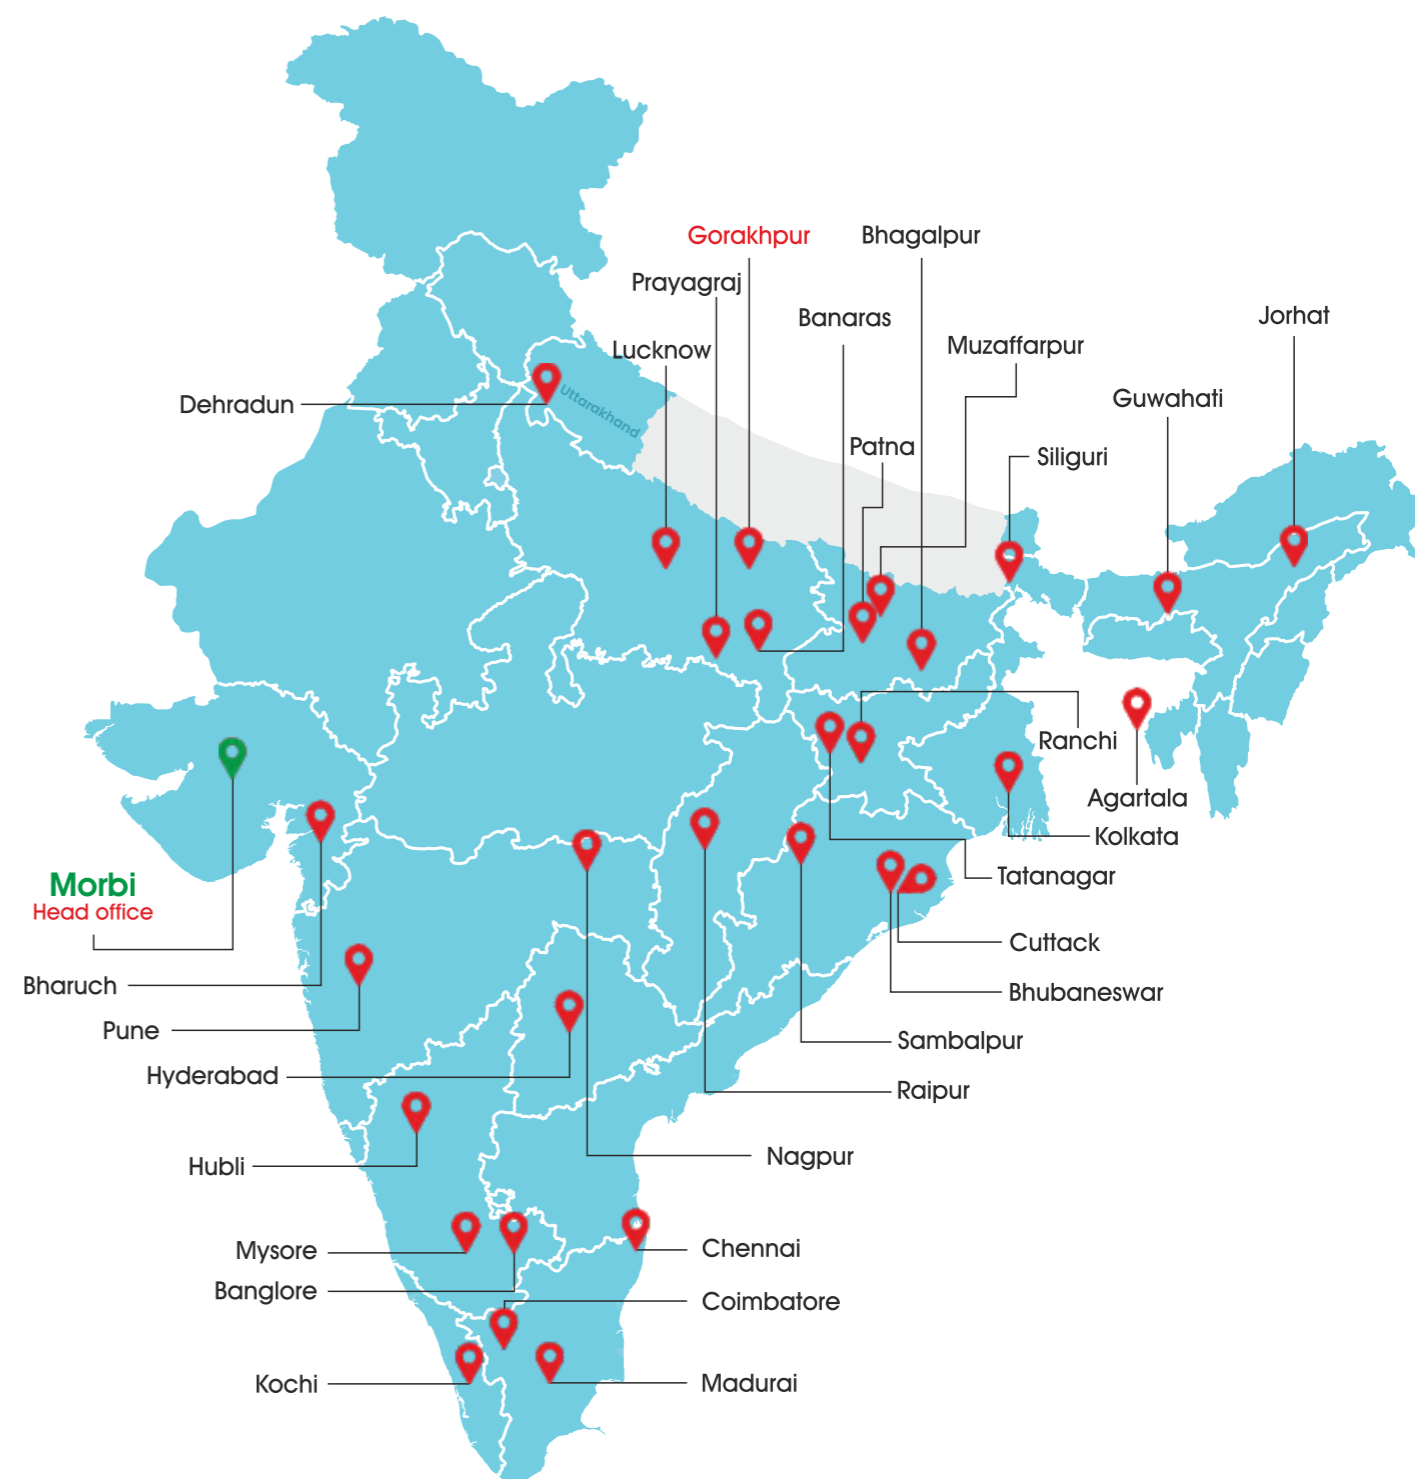 Gorakhpur
Bhagalpur
Prayagraj
Banaras
Jorhat
Lucknow
Muzaffarpur
Dehradun
Uttarakhand
Guwahati
Patna
Siliguri
Ranchi
Agartala
Kolkata
Morbi
Head office
Tatanagar
Cuttack
Bharuch
Bhubaneswar
Pune
Sambalpur
Hyderabad
Raipur
Hubli
Nagpur
Mysore
Chennai
Banglore
Coimbatore
Kochi
Madurai